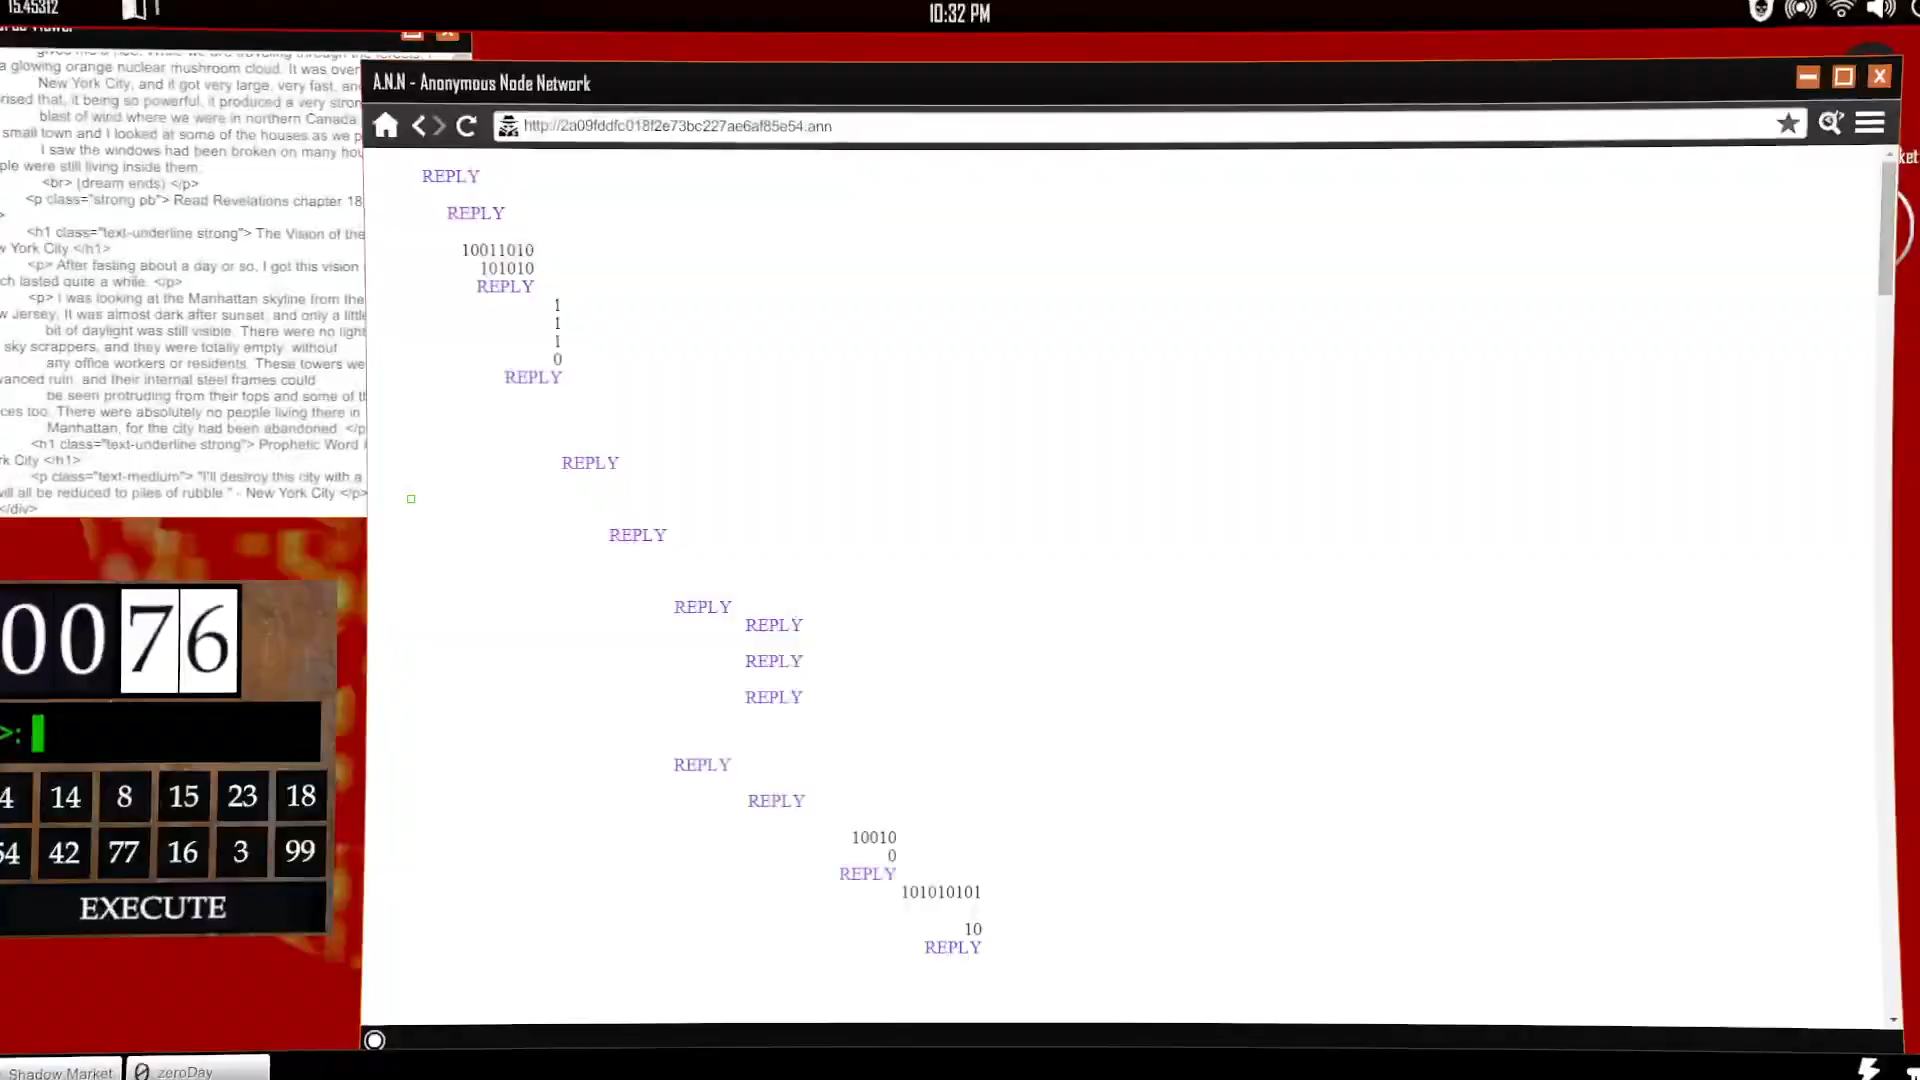 15.45312
10:32 PM
a glowing orange nuclear mushroom cloud. It was over
New York City, and it got very large, very fast, an
rised that, it being so powerful, it produced a very stron
blast of wind where we were in northern Canada
small town and I looked at some of the houses as we p
I saw the windows had been broken on many hou
ple were still living inside them.
<br> (dream ends) </p>
<p class="strong pb"> Read Revelations chapter 18
>
<h1 class="text-underline strong"> The Vision of the
w York City </h1>
<p> After fasting about a day or so, I got this vision
ch lasted quite a while. </p>
<p> I was looking at the Manhattan skyline from the
w Jersey. It was almost dark after sunset, and only a little
bit of daylight was still visible. There were no light
sky scrappers, and they were totally empty, without
any office workers or residents. These towers we
vanced ruin, and their internal steel frames could
be seen protruding from their tops and some of th
ces too. There were absolutely no people living there in
Manhattan, for the city had been abandoned. </p
<h1 class="text-underline strong"> Prophetic Word
rk City </h1>
<p class="text-medium"> "I'll destroy this city with a
will all be reduced to piles of rubble." - New York City </p>
</div>
A.N.N - Anonymous Node Network
http://2a09fddfc018f2e73bc227ae6af85e54.ann
REPLY
REPLY
10011010
101010
REPLY
1
1
1
0
REPLY
REPLY
REPLY
REPLY
REPLY
REPLY
REPLY
REPLY
REPLY
10010
0
REPLY
101010101
10
REPLY
ket
0076
>:
4 14 8 15 23 18
54 42 77 16 3 99
EXECUTE
Shadow Market
zeroDay